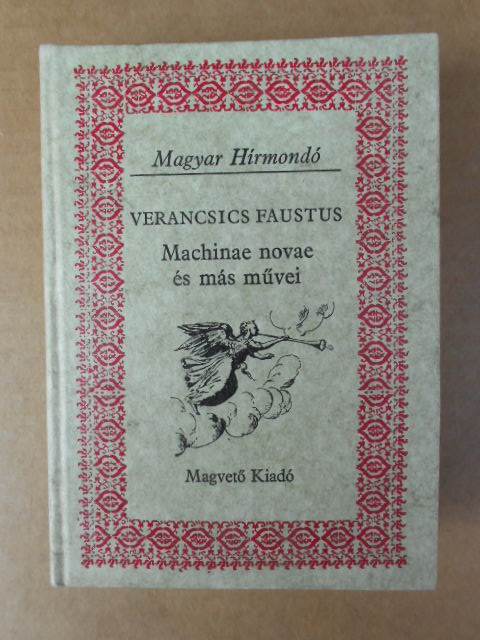 Magyar Hírmondó
VERANCSICS FAUSTUS
Machinae novae
és más művei
Magvető Kiadó